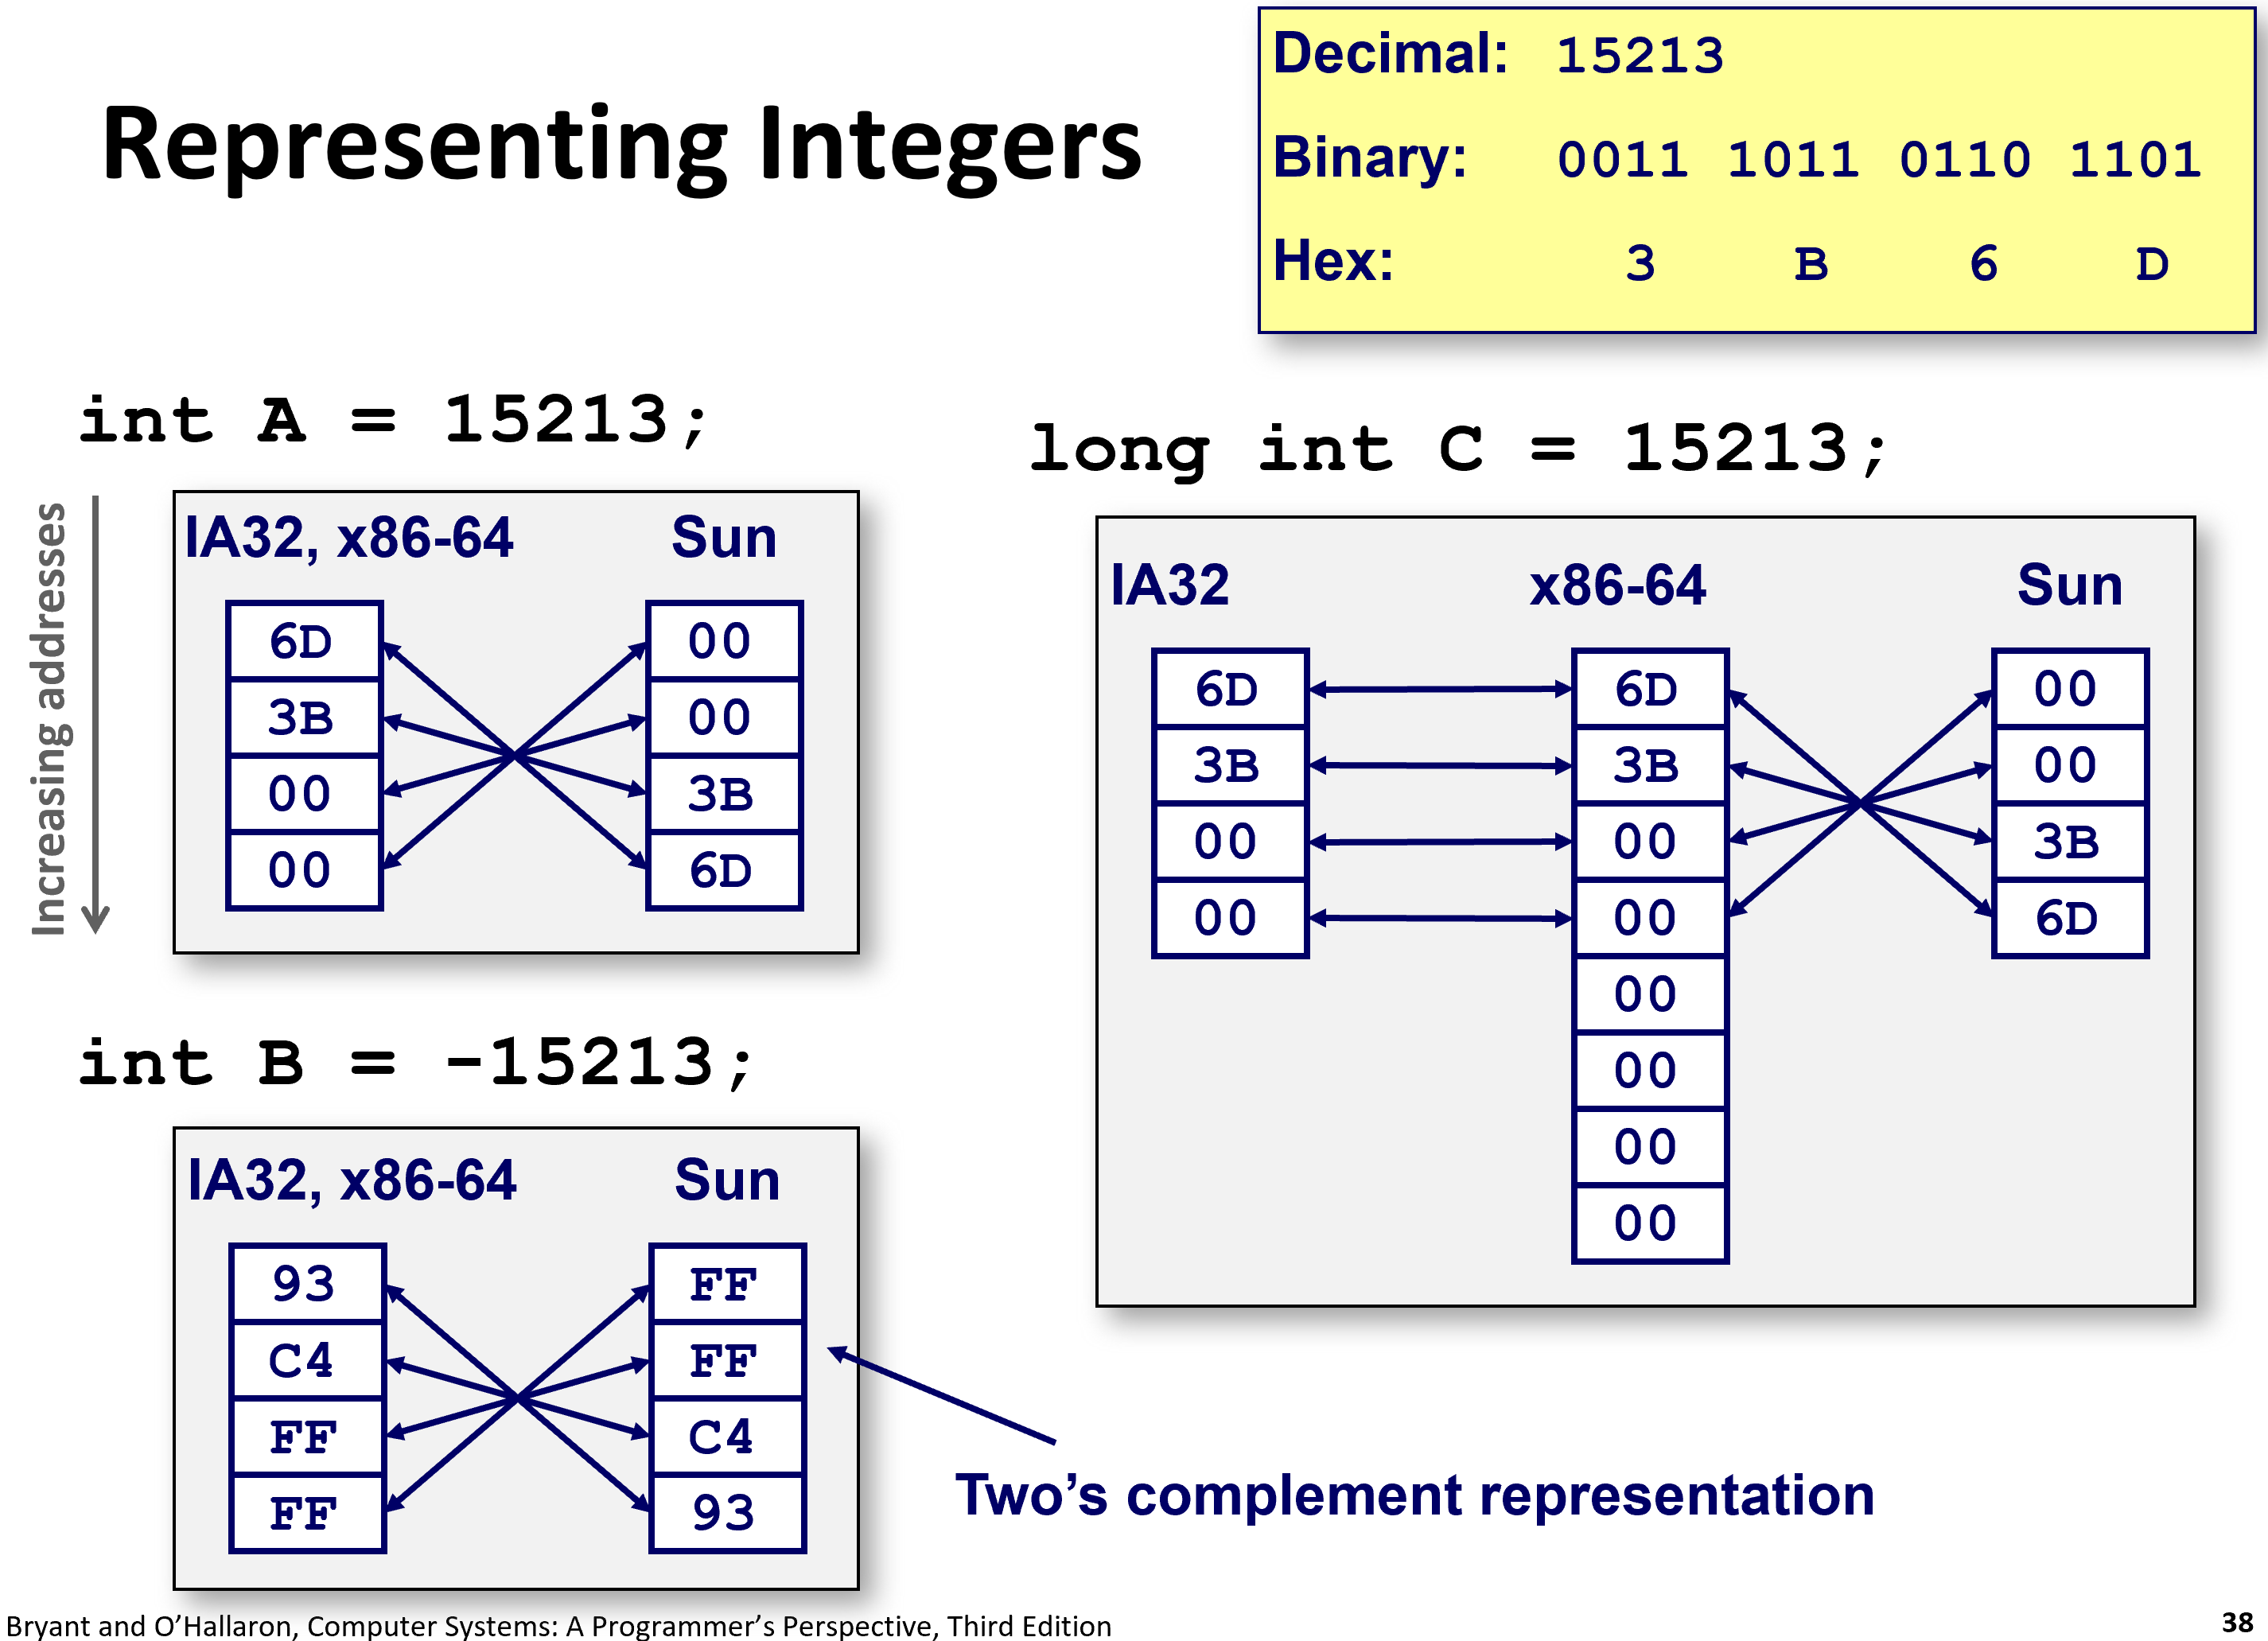 Representing Integers
Decimal: 15213
Binary: 0011 1011 0110 1101
Hex: 3 B 6 D
int A = 15213;
Increasing addresses
IA32, x86-64 Sun
6D 00
3B 00
00 3B
00 6D
int B = -15213;
IA32, x86-64 Sun
93 FF
C4 FF
FF C4
FF 93
Two’s complement representation
long int C = 15213;
IA32 x86-64 Sun
6D 6D 00
3B 3B 00
00 00 3B
00 00 6D
00
00
00
00
Bryant and O’Hallaron, Computer Systems: A Programmer’s Perspective, Third Edition
38